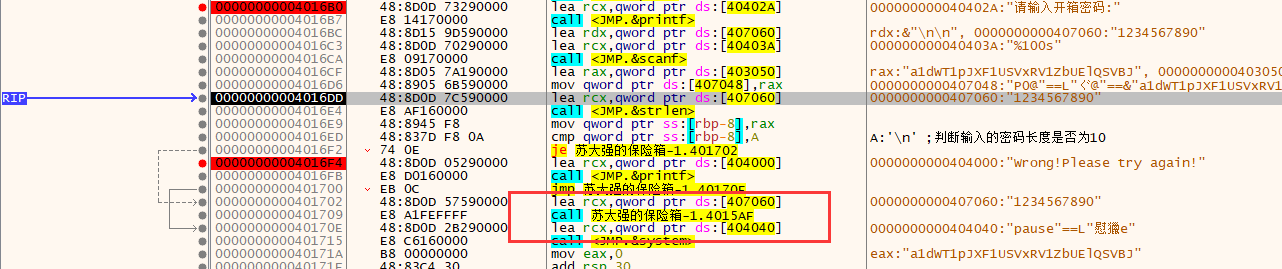 00000000004016B0 48:8D0D 73290000 lea rcx,qword ptr ds:[40402A] 000000000040402A:"请输入开箱密码:"
00000000004016B7 E8 14170000 call <JMP.&printf>
00000000004016BC 48:8D15 9D590000 lea rdx,qword ptr ds:[407060] rdx:&"\n\n", 0000000000407060:"1234567890"
00000000004016C3 48:8D0D 70290000 lea rcx,qword ptr ds:[40403A] 000000000040403A:"%100s"
00000000004016CA E8 09170000 call <JMP.&scanf>
00000000004016CF 48:8D05 7A190000 lea rax,qword ptr ds:[403050] rax:"a1dWT1pJXF1USVxRV1ZbUElQSVBJ", 0000000000403050
00000000004016D6 48:8905 6B590000 mov qword ptr ds:[407048],rax
RIP 00000000004016DD 48:8D0D 7C590000 lea rcx,qword ptr ds:[407060] 0000000000407060:"1234567890"
00000000004016E4 E8 AF160000 call <JMP.&strlen>
00000000004016E9 48:8945 F8 mov qword ptr ss:[rbp-8],rax
00000000004016ED 48:837D F8 0A cmp qword ptr ss:[rbp-8],A A:'\n' ;判断输入的密码长度是否为10
00000000004016F2 74 0E je 苏大强的保险箱-1.401702
00000000004016F4 48:8D0D 05290000 lea rcx,qword ptr ds:[404000] 0000000000404000:"Wrong!Please try again!"
00000000004016FB E8 D0160000 call <JMP.&printf>
0000000000401700 EB 0C jmp 苏大强的保险箱-1.40170E
0000000000401702 48:8D0D 57590000 lea rcx,qword ptr ds:[407060] 0000000000407060:"1234567890"
0000000000401709 E8 A1FEFFFF call 苏大强的保险箱-1.4015AF
000000000040170E 48:8D0D 2B290000 lea rcx,qword ptr ds:[404040] 0000000000404040:"pause"==L"慰獵e"
0000000000401715 E8 C6160000 call <JMP.&system>
000000000040171A B8 00000000 mov eax,0 eax:"a1dWT1pJXF1USVxRV1ZbUElQSVBJ"
000000000040171F 48:83C4 30 add rsp,30